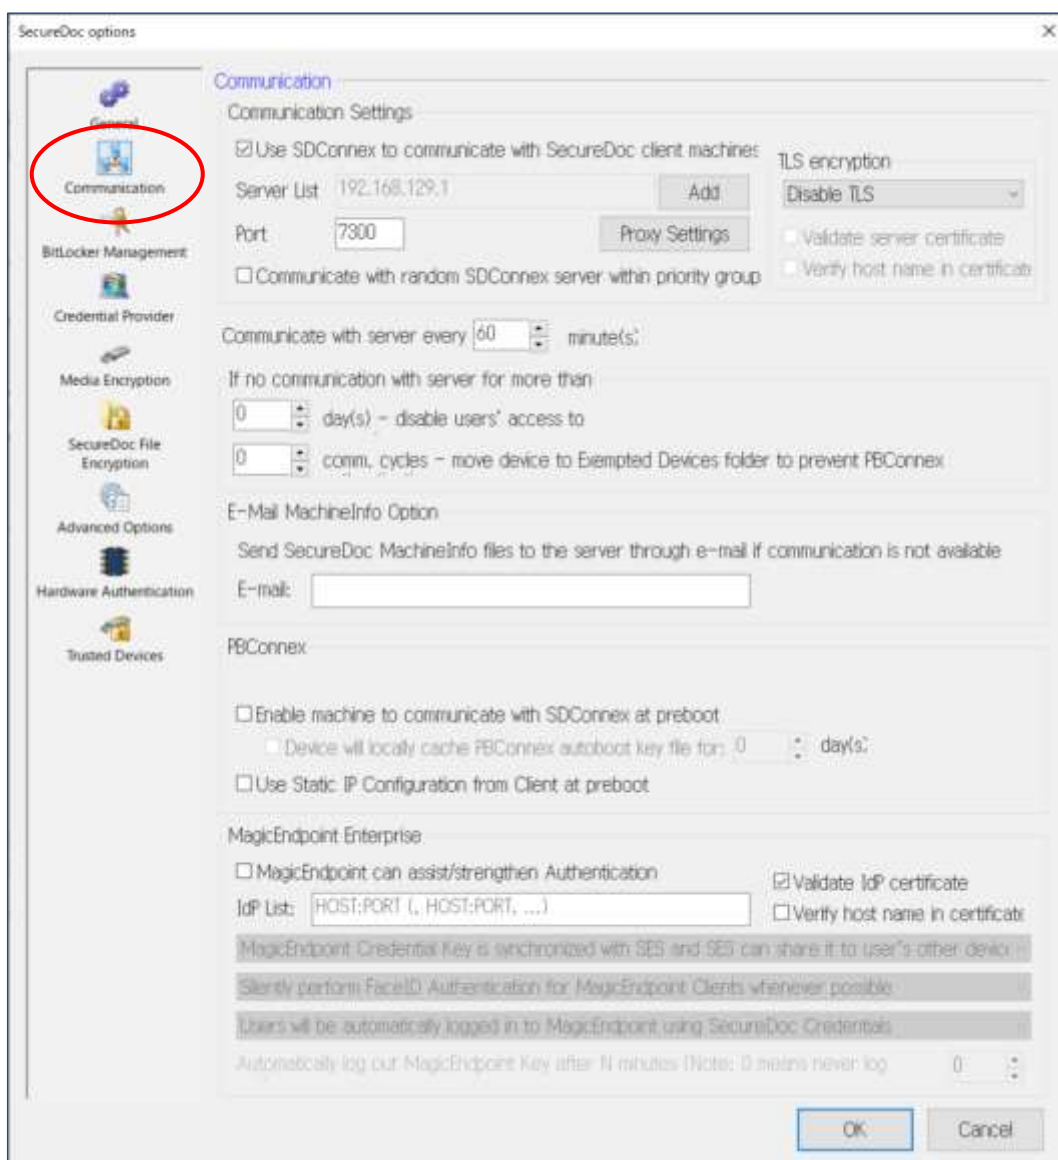 SecureDoc options
General
Communication
BitLocker Management
Credential Provider
Media Encryption
SecureDoc File
Encryption
Advanced Options
Hardware Authentication
Trusted Devices
Communication
Communication Settings
Use SDConnex to communicate with SecureDoc client machines
Server List 192.168.129.1 Add
Port 7300 Proxy Settings
Communicate with random SDConnex server within priority group
TLS encryption
Disable TLS
Validate server certificate
Verify host name in certificate
Communicate with server every 60 minute(s)
If no communication with server for more than
0 day(s) - disable users' access to
0 comm. cycles - move device to Exempted Devices folder to prevent PBConnex
E-Mail MachineInfo Option
Send SecureDoc MachineInfo files to the server through e-mail if communication is not available
E-mail:
PBConnex
Enable machine to communicate with SDConnex at preboot
Device will locally cache PBConnex autoboot key file for: 0 day(s)
Use Static IP Configuration from Client at preboot
MagicEndpoint Enterprise
MagicEndpoint can assist/strengthen Authentication
Validate IdP certificate
IdP List: HOST:PORT (, HOST:PORT, ...)
Verify host name in certificate
MagicEndpoint Credential Key is synchronized with SES and SES can share it to user's other device
Silently perform FaceID Authentication for MagicEndpoint Clients whenever possible
Users will be automatically logged in to MagicEndpoint using SecureDoc Credentials
Automatically log out MagicEndpoint Key after N minutes (Note: 0 means never log 0
OK Cancel